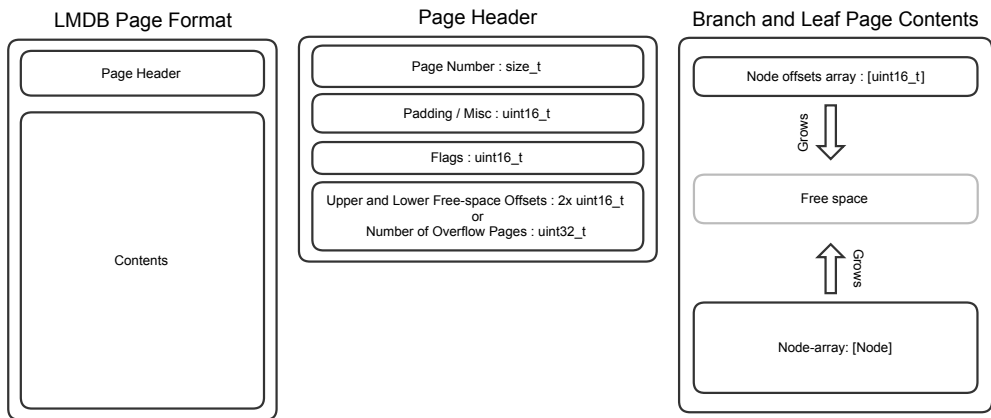 LMDB Page Format
Page Header
Contents
Page Header
Page Number : size_t
Padding / Misc : uint16_t
Flags : uint16_t
Upper and Lower Free-space Offsets : 2x uint16_t
or
Number of Overflow Pages : uint32_t
Branch and Leaf Page Contents
Node offsets array : [uint16_t]
Grows
Free space
Grows
Node-array: [Node]